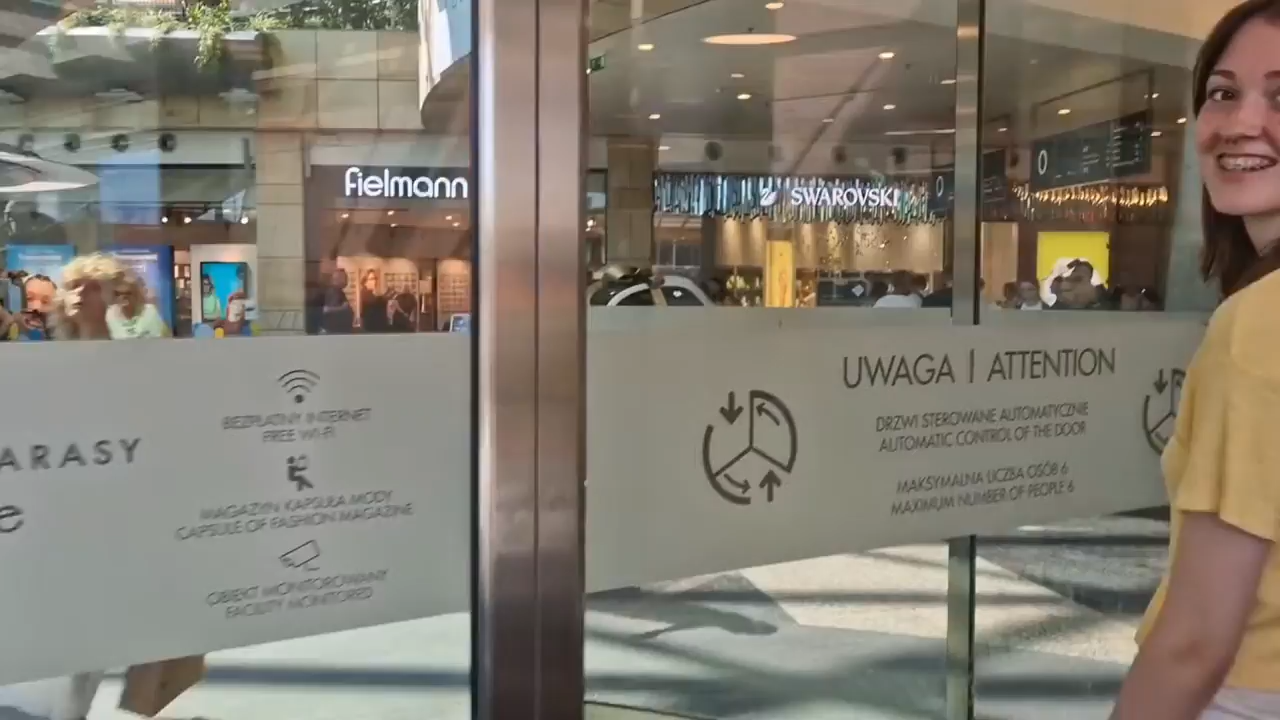 fielmann
SWAROVSKI
ARASY
e
BEZPŁATNY INTERNET
FREE WI-FI
MAGAZYN KAPSUŁA MODY
CAPSULE OF FASHION MAGAZINE
OBIEKT MONITOROWANY
FACILITY MONITORED
UWAGA | ATTENTION
DRZWI STEROWANE AUTOMATYCZNIE
AUTOMATIC CONTROL OF THE DOOR
MAKSYMALNA LICZBA OSÓB 6
MAXIMUM NUMBER OF PEOPLE 6